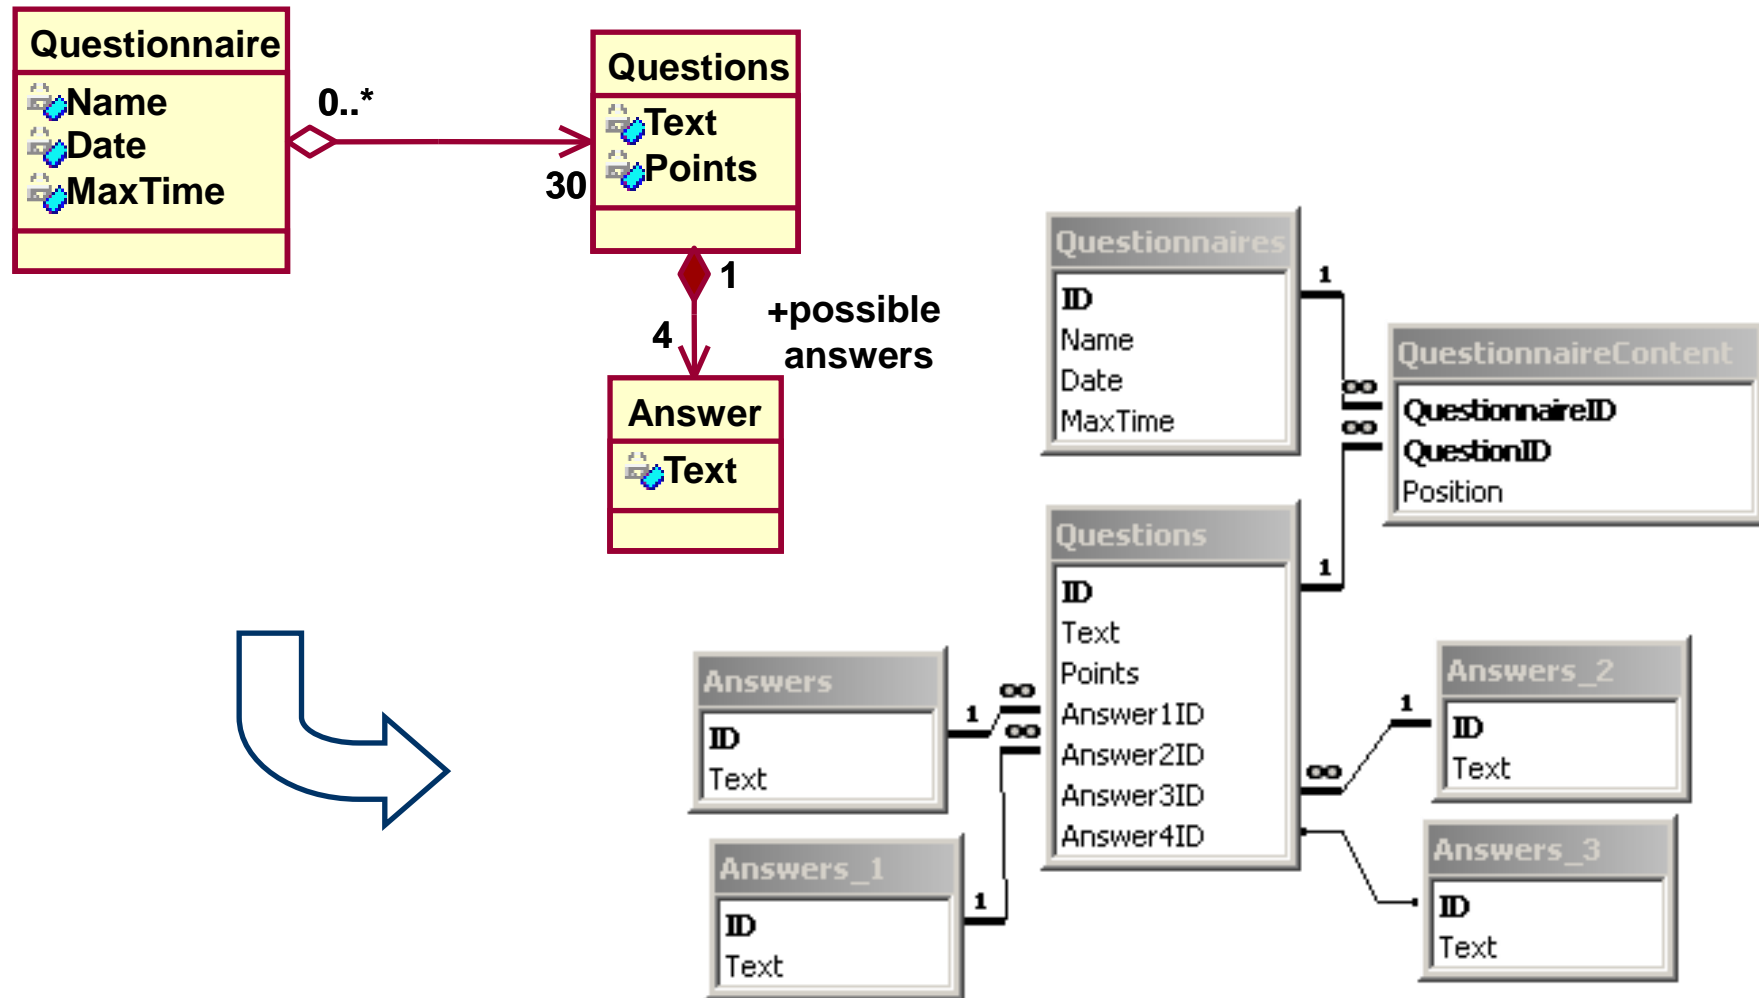 Questionnaire
Name
Date
MaxTime
0..*
30
Questions
Text
Points
1
+possible
answers
4
Answer
Text
Questionnaires
ID
Name
Date
MaxTime
1
∞
∞
QuestionnaireContent
QuestionnaireID
QuestionID
Position
Questions
ID
Text
Points
Answer1ID
Answer2ID
Answer3ID
Answer4ID
1
Answers
ID
Text
1
∞
∞
Answers_1
ID
Text
1
Answers_2
ID
Text
1
∞
Answers_3
ID
Text